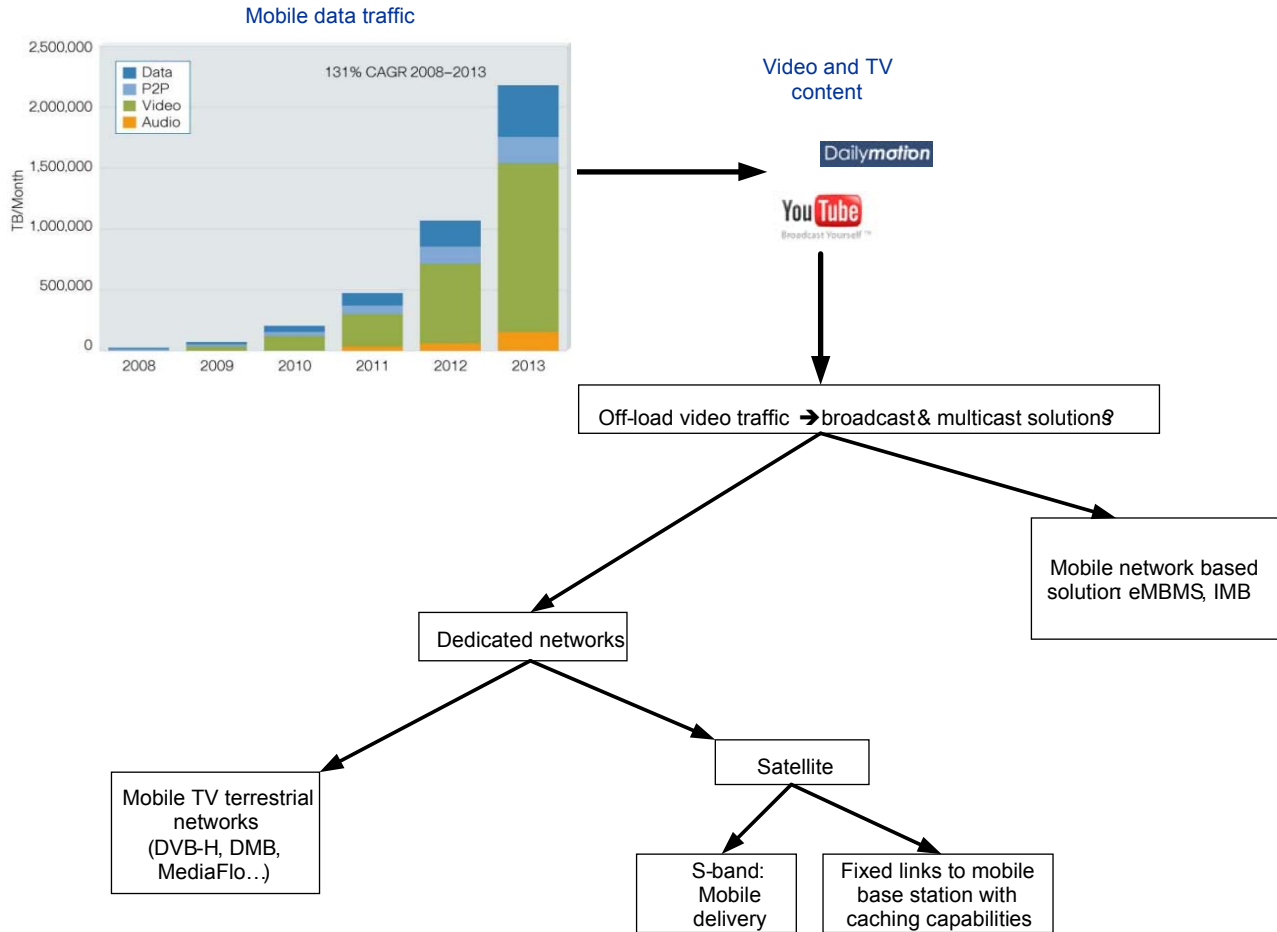 Mobile data traffic
2,500,000
2,000,000
1,500,000
1,000,000
500,000
0
TB/Month
Data
P2P
Video
Audio
131% CAGR 2008–2013
2008 2009 2010 2011 2012 2013
Video and TV
content
Dailymotion
YouTube
Broadcast Yourself ™
Off-load video traffic ➔ broadcast & multicast solutions?
Mobile network based
solution: eMBMS, IMB
Dedicated networks
Satellite
Mobile TV terrestrial
networks
(DVB-H, DMB,
MediaFlo…)
S-band:
Mobile
delivery
Fixed links to mobile
base station with
caching capabilities